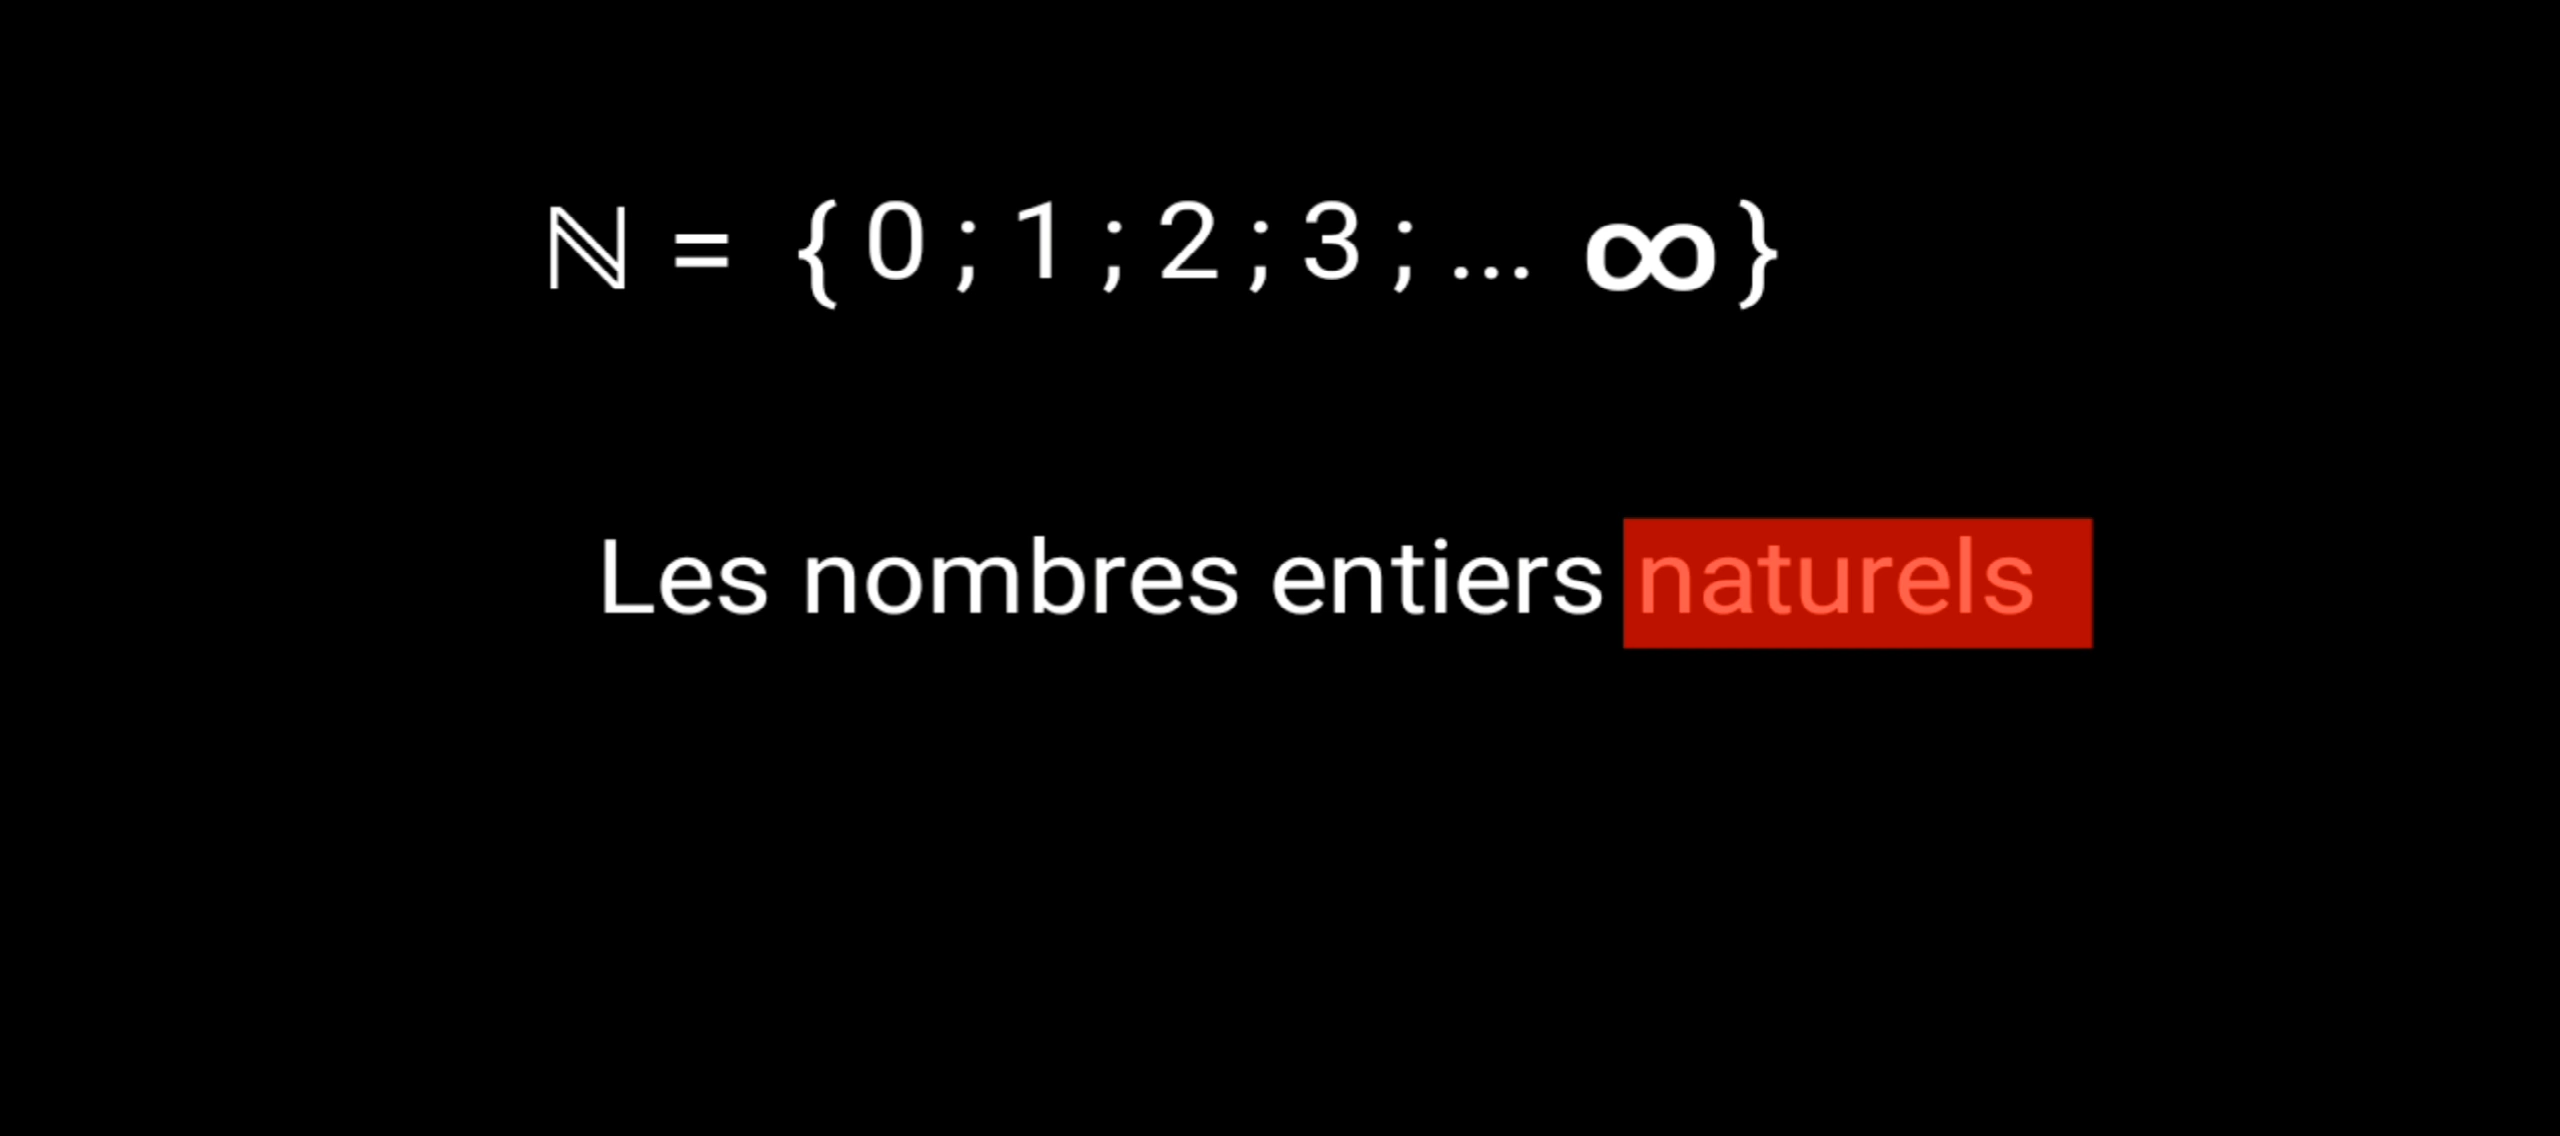 ℕ = { 0 ; 1 ; 2 ; 3 ; ... ∞ }
Les nombres entiers naturels